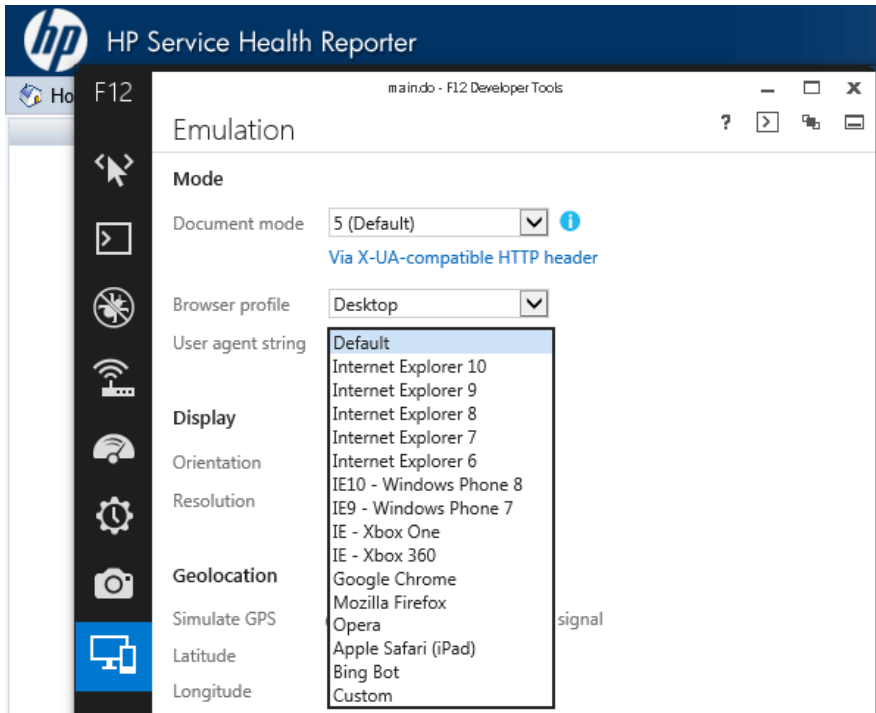 hp HP Service Health Reporter
Ho F12 main.do - F12 Developer Tools
Emulation ?
Mode
Document mode 5 (Default)
Via X-UA-compatible HTTP header
Browser profile Desktop
User agent string Default
Internet Explorer 10
Internet Explorer 9
Internet Explorer 8
Display Internet Explorer 7
Orientation Internet Explorer 6
IE10 - Windows Phone 8
Resolution IE9 - Windows Phone 7
IE - Xbox One
IE - Xbox 360
Geolocation Google Chrome
Mozilla Firefox
Simulate GPS Opera signal
Latitude Apple Safari (iPad)
Bing Bot
Longitude Custom